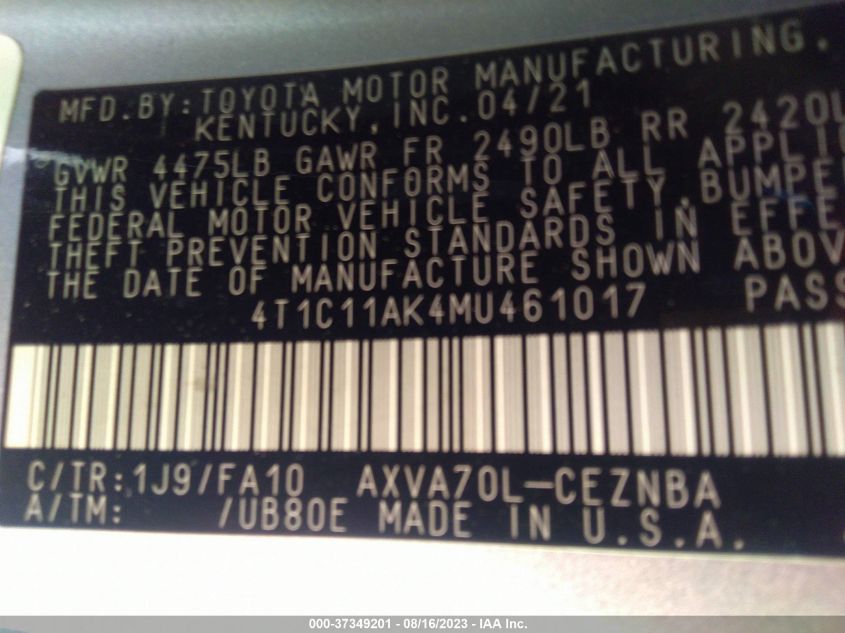 MFD. BY: TOYOTA MOTOR MANUFACTURING,
KENTUCKY, INC. 04/21
GVWR 4475LB GAWR FR 2490LB RR 2420L
THIS VEHICLE CONFORMS TO ALL APPLIC
FEDERAL MOTOR VEHICLE SAFETY, BUMPE
THEFT PREVENTION STANDARDS IN EFFE
THE DATE OF MANUFACTURE SHOWN ABOV
4T1C11AK4MU461017 PASS
C/TR: 1J9/FA10 AXVA70L-CEZNBA
A/TM: /UB80E MADE IN U.S.A.
000-37349201 - 08/16/2023 - IAA Inc.